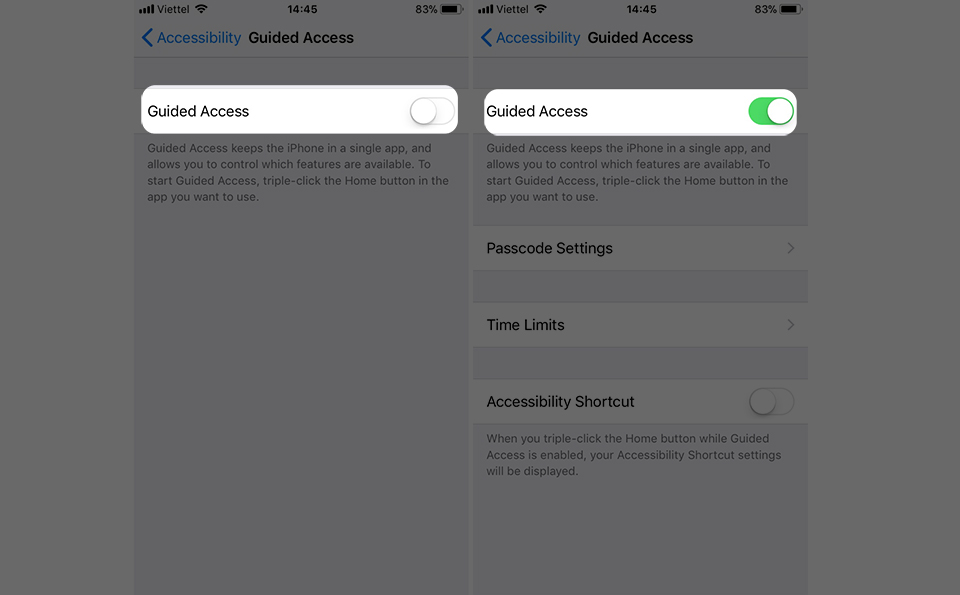 Viettel 14:45 83%
Accessibility Guided Access
Guided Access
Guided Access keeps the iPhone in a single app, and
allows you to control which features are available. To
start Guided Access, triple-click the Home button in the
app you want to use.
Viettel 14:45 83%
Accessibility Guided Access
Guided Access
Guided Access keeps the iPhone in a single app, and
allows you to control which features are available. To
start Guided Access, triple-click the Home button in the
app you want to use.
Passcode Settings
Time Limits
Accessibility Shortcut
When you triple-click the Home button while Guided
Access is enabled, your Accessibility Shortcut settings
will be displayed.